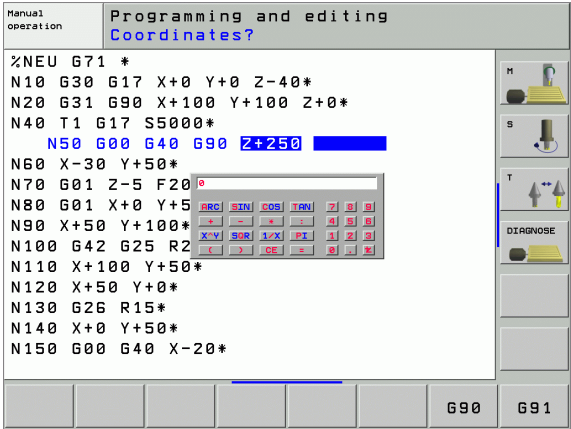 Manual
operation
Programming and editing
Coordinates?
%NEU G71 *
N10 G30 G17 X+0 Y+0 Z-40*
N20 G31 G90 X+100 Y+100 Z+0*
N40 T1 G17 S5000*
N50 G00 G40 G90 Z+250
N60 X-30 Y+50*
N70 G01 Z-5 F20
N80 G01 X+0 Y+5
N90 X+50 Y+100*
N100 G42 G25 R2
N110 X+100 Y+50*
N120 X+50 Y+0*
N130 G26 R15*
N140 X+0 Y+50*
N150 G00 G40 X-20*
0
ARC SIN COS TAN 7 8 9
+ - * : 4 5 6
X^Y SQR 1/X PI 1 2 3
( ) CE = 0 .
M
S
T
DIAGNOSE
G90 G91